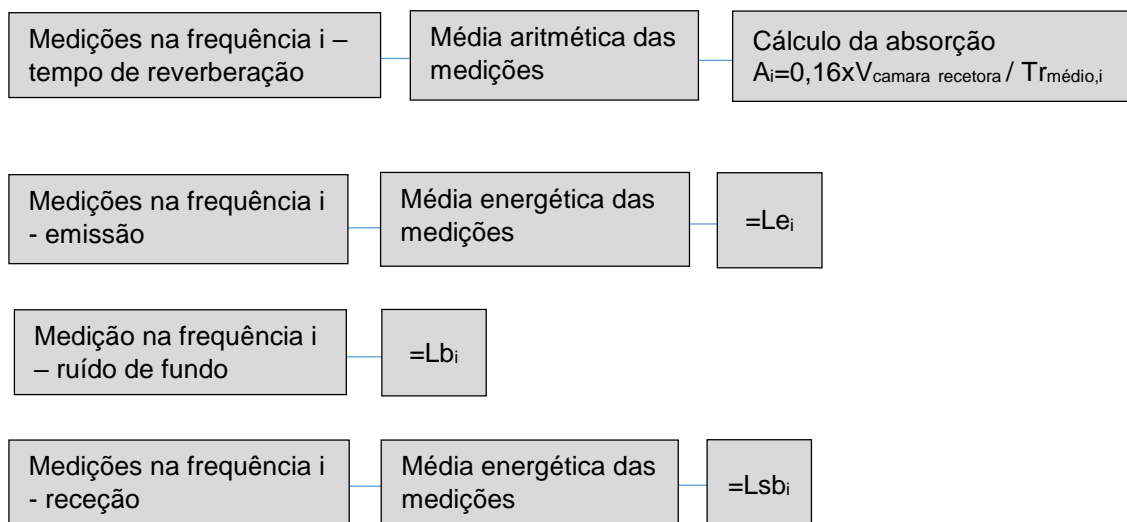 Medições na frequência i –
tempo de reverberação
Média aritmética das
medições
Cálculo da absorção
Ai=0,16xVcamara recetora / Trmédio,i
Medições na frequência i
- emissão
Média energética das
medições
=Lei
Medição na frequência i
– ruído de fundo
=Lbi
Medições na frequência i
- receção
Média energética das
medições
=Lsbi